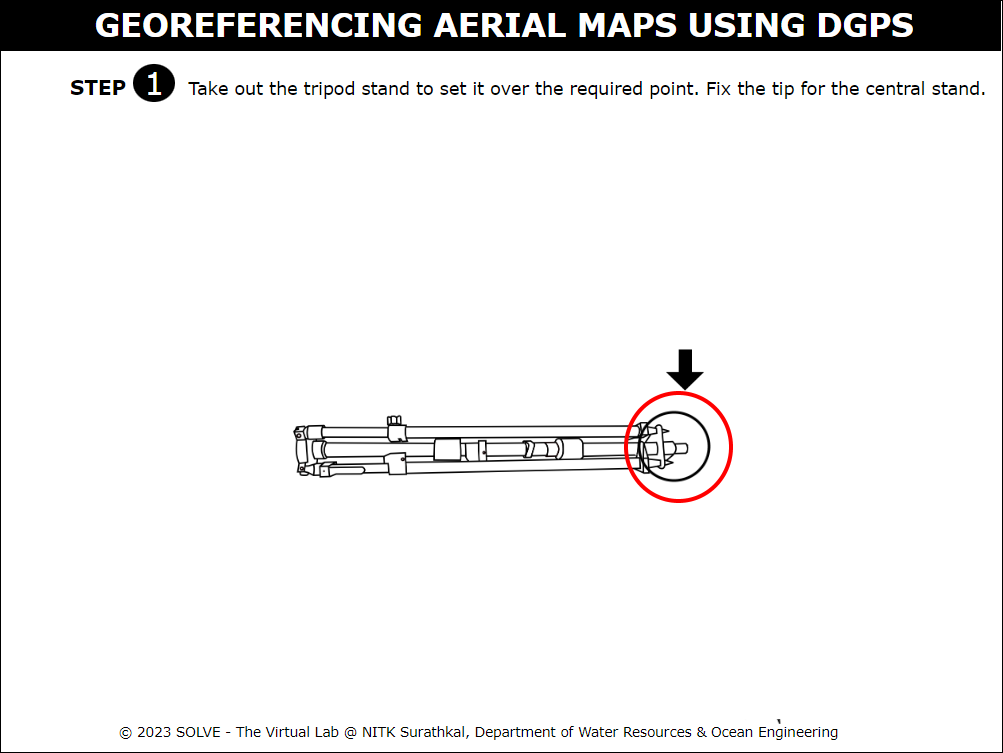 GEOREFERENCING AERIAL MAPS USING DGPS
STEP 1 Take out the tripod stand to set it over the required point. Fix the tip for the central stand.
© 2023 SOLVE - The Virtual Lab @ NITK Surathkal, Department of Water Resources & Ocean Engineering